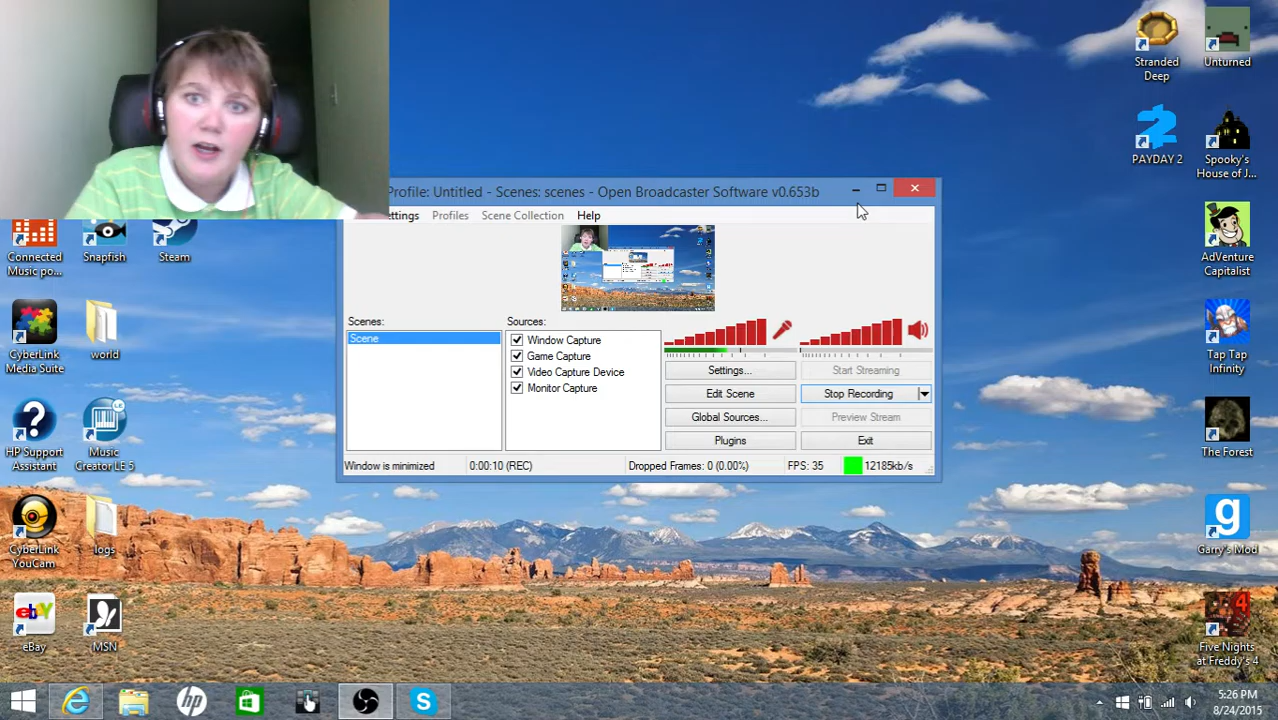 Profile: Untitled - Scenes: scenes - Open Broadcaster Software v0.653b
ettings Profiles Scene Collection Help
Scenes:
Scene
Sources:
Window Capture
Game Capture
Video Capture Device
Monitor Capture
Settings...
Start Streaming
Edit Scene
Stop Recording
Global Sources...
Preview Stream
Plugins
Exit
Window is minimized
0:00:10 (REC)
Dropped Frames: 0 (0.00%)
FPS: 35
12185kb/s
Connected
Music po...
Snapfish
Steam
CyberLink
Media Suite
world
HP Support
Assistant
LE
Music
Creator LE 5
CyberLink
YouCam
logs
ebay
eBay
MSN
Stranded
Deep
Unturned
2
PAYDAY 2
Spooky's
House of J...
AdVenture
Capitalist
Tap Tap
Infinity
The Forest
g
Garry's Mod
4
Five Nights
at Freddy's 4
hp
S
5:26 PM
8/24/2015